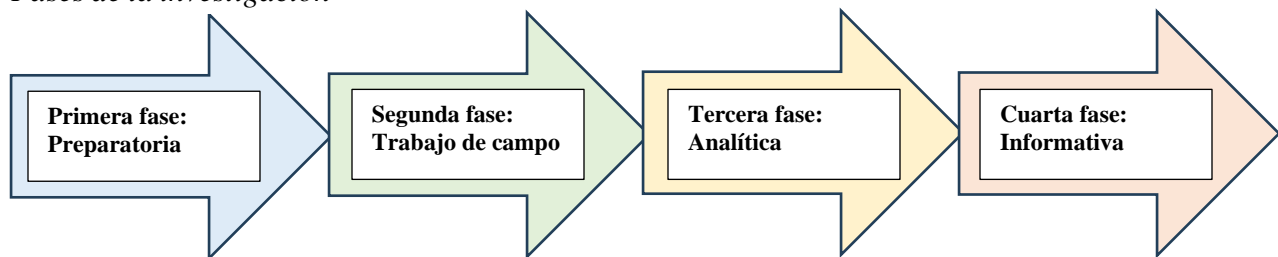 Fases de la investigación
Primera fase:
Preparatoria
Segunda fase:
Trabajo de campo
Tercera fase:
Analítica
Cuarta fase:
Informativa